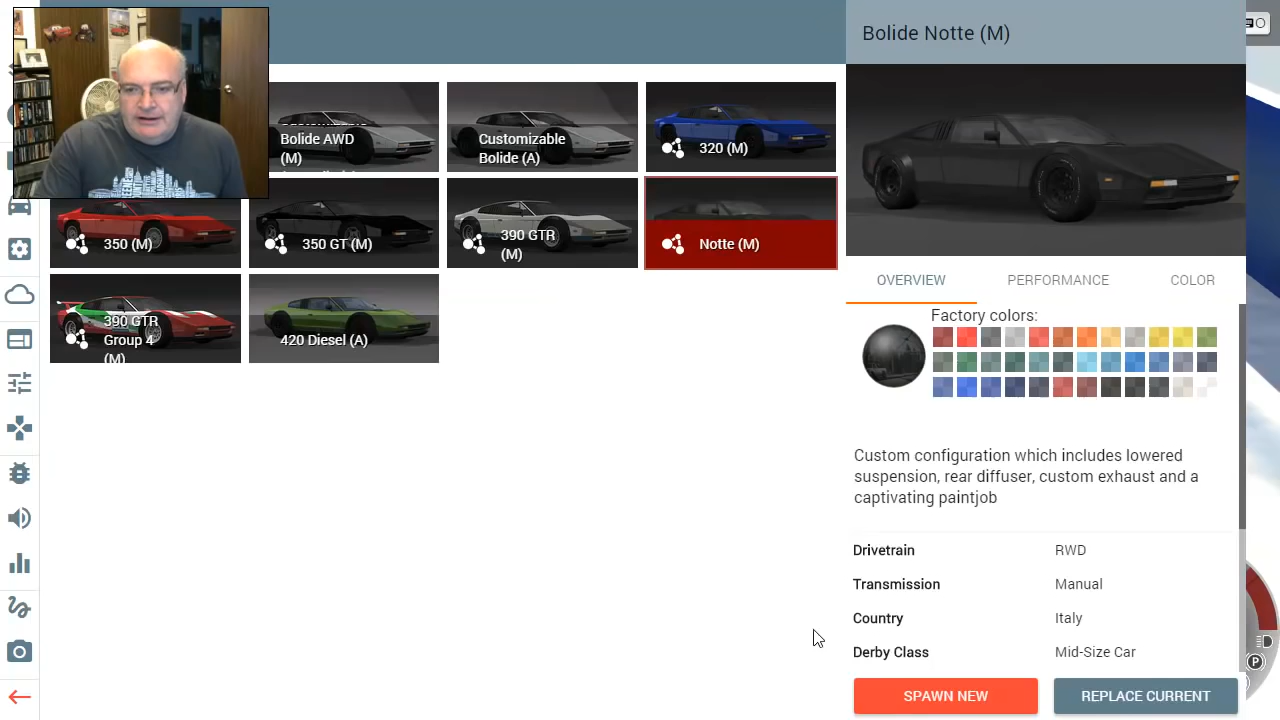 Bolide Notte (M)
Bolide AWD
(M)
Customizable
Bolide (A)
320 (M)
350 (M)
350 GT (M)
390 GTR
(M)
Notte (M)
390 GTR
Group 4
(M)
420 Diesel (A)
OVERVIEW
PERFORMANCE
COLOR
Factory colors:
Custom configuration which includes lowered
suspension, rear diffuser, custom exhaust and a
captivating paintjob
Drivetrain
RWD
Transmission
Manual
Country
Italy
Derby Class
Mid-Size Car
SPAWN NEW
REPLACE CURRENT
D
P